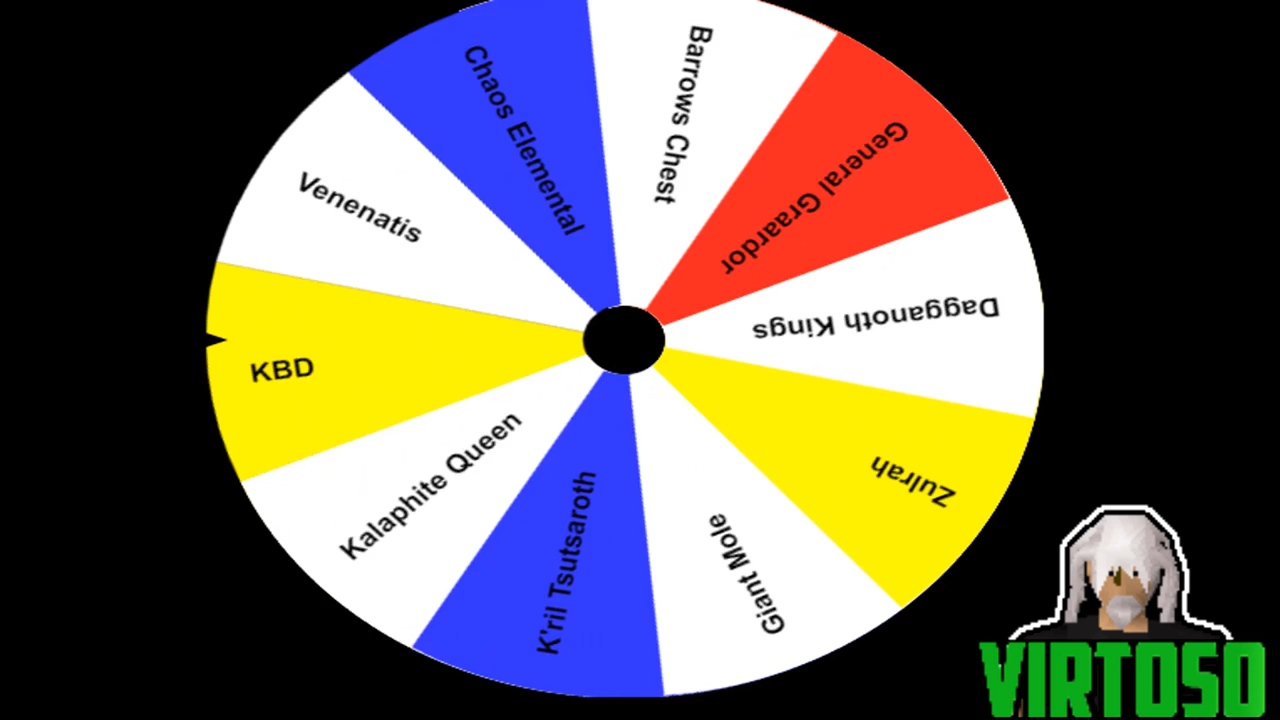 Chaos Elemental
Barrows Chest
General Graardor
Venenatis
Dagganoth Kings
KBD
Kalaphite Queen
Zulrah
K'ril Tsutsaroth
Giant Mole
VIRTOSO